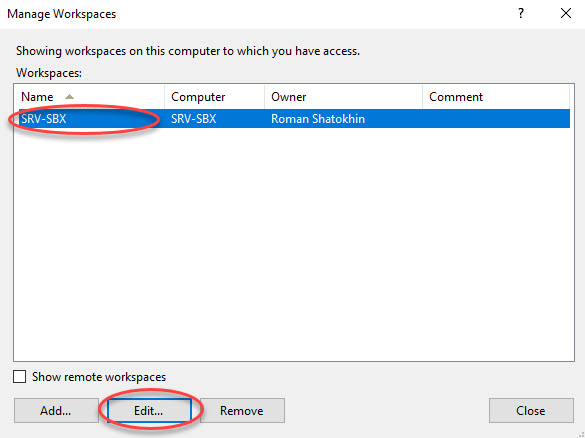 Manage Workspaces
Showing workspaces on this computer to which you have access.
Workspaces:
Name Computer Owner Comment
SRV-SBX SRV-SBX Roman Shatokhin
Show remote workspaces
Add... Edit... Remove Close